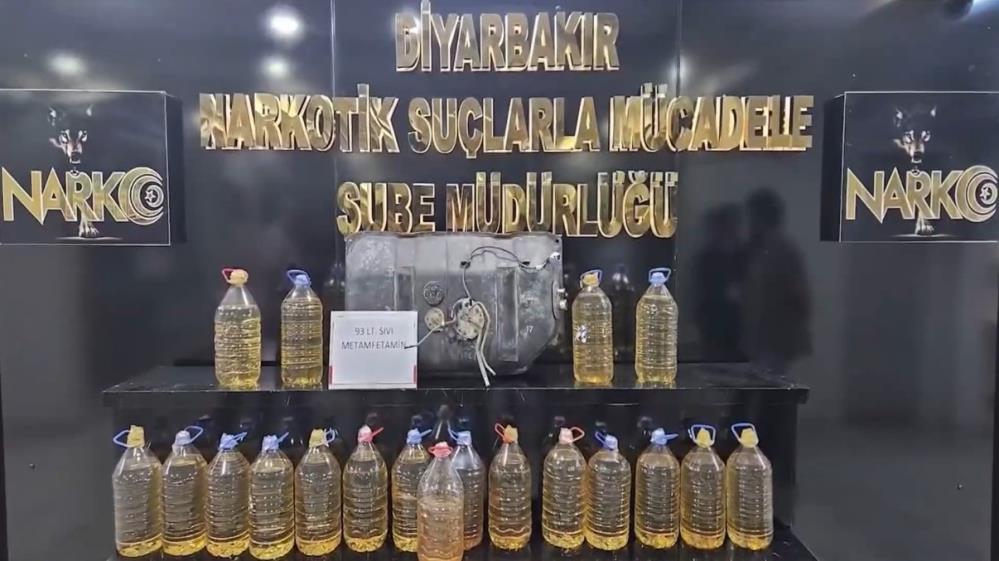 DİYARBAKIR
NARKOTİK SUÇLARLA MÜCADELE
ŞUBE MÜDÜRLÜĞÜ
NARKO
NARKO
93 LT. SIVI
METAMFETAMİN